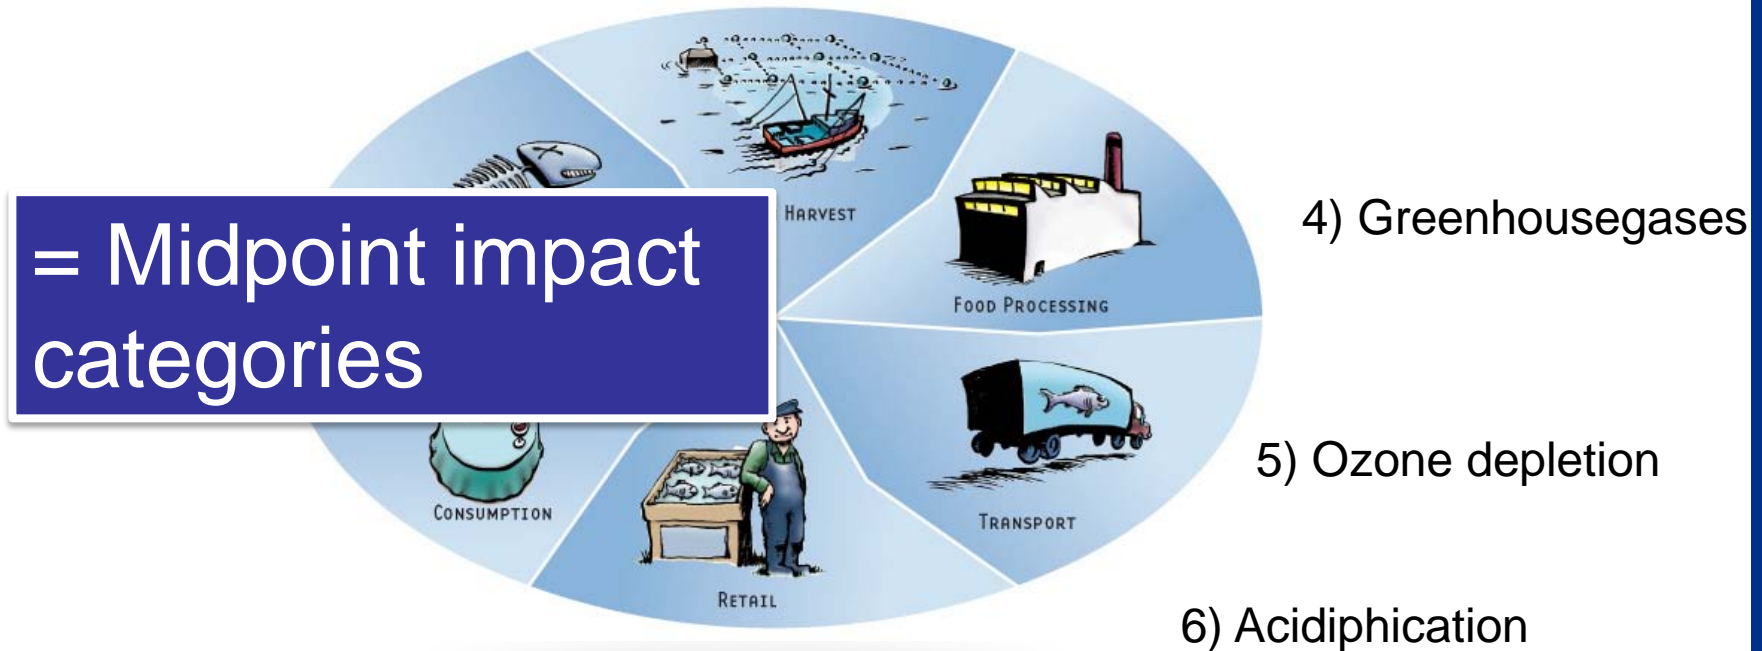 HARVEST
4) Greenhousegases
= Midpoint impact
categories
FOOD PROCESSING
5) Ozone depletion
CONSUMPTION
TRANSPORT
RETAIL
6) Acidiphication